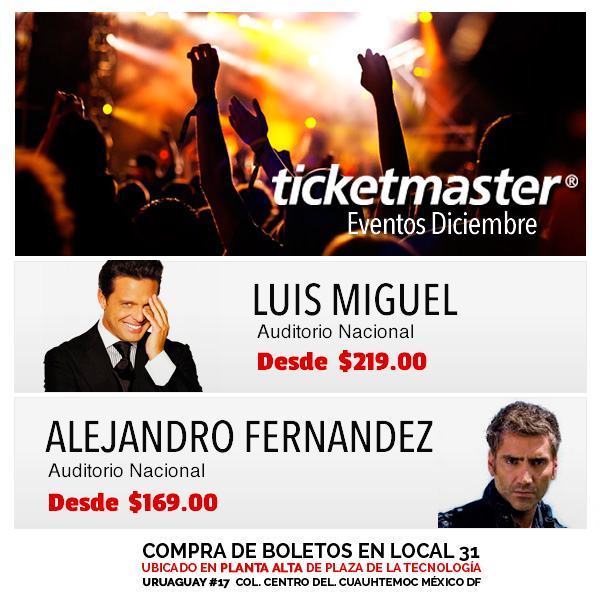 ticketmaster®
Eventos Diciembre
LUIS MIGUEL
Auditorio Nacional
Desde $219.00
ALEJANDRO FERNANDEZ
Auditorio Nacional
Desde $169.00
COMPRA DE BOLETOS EN LOCAL 31
UBICADO EN PLANTA ALTA DE PLAZA DE LA TECNOLOGÍA
URUAGUAY #17 COL. CENTRO DEL. CUAUHTEMOC MÉXICO DF